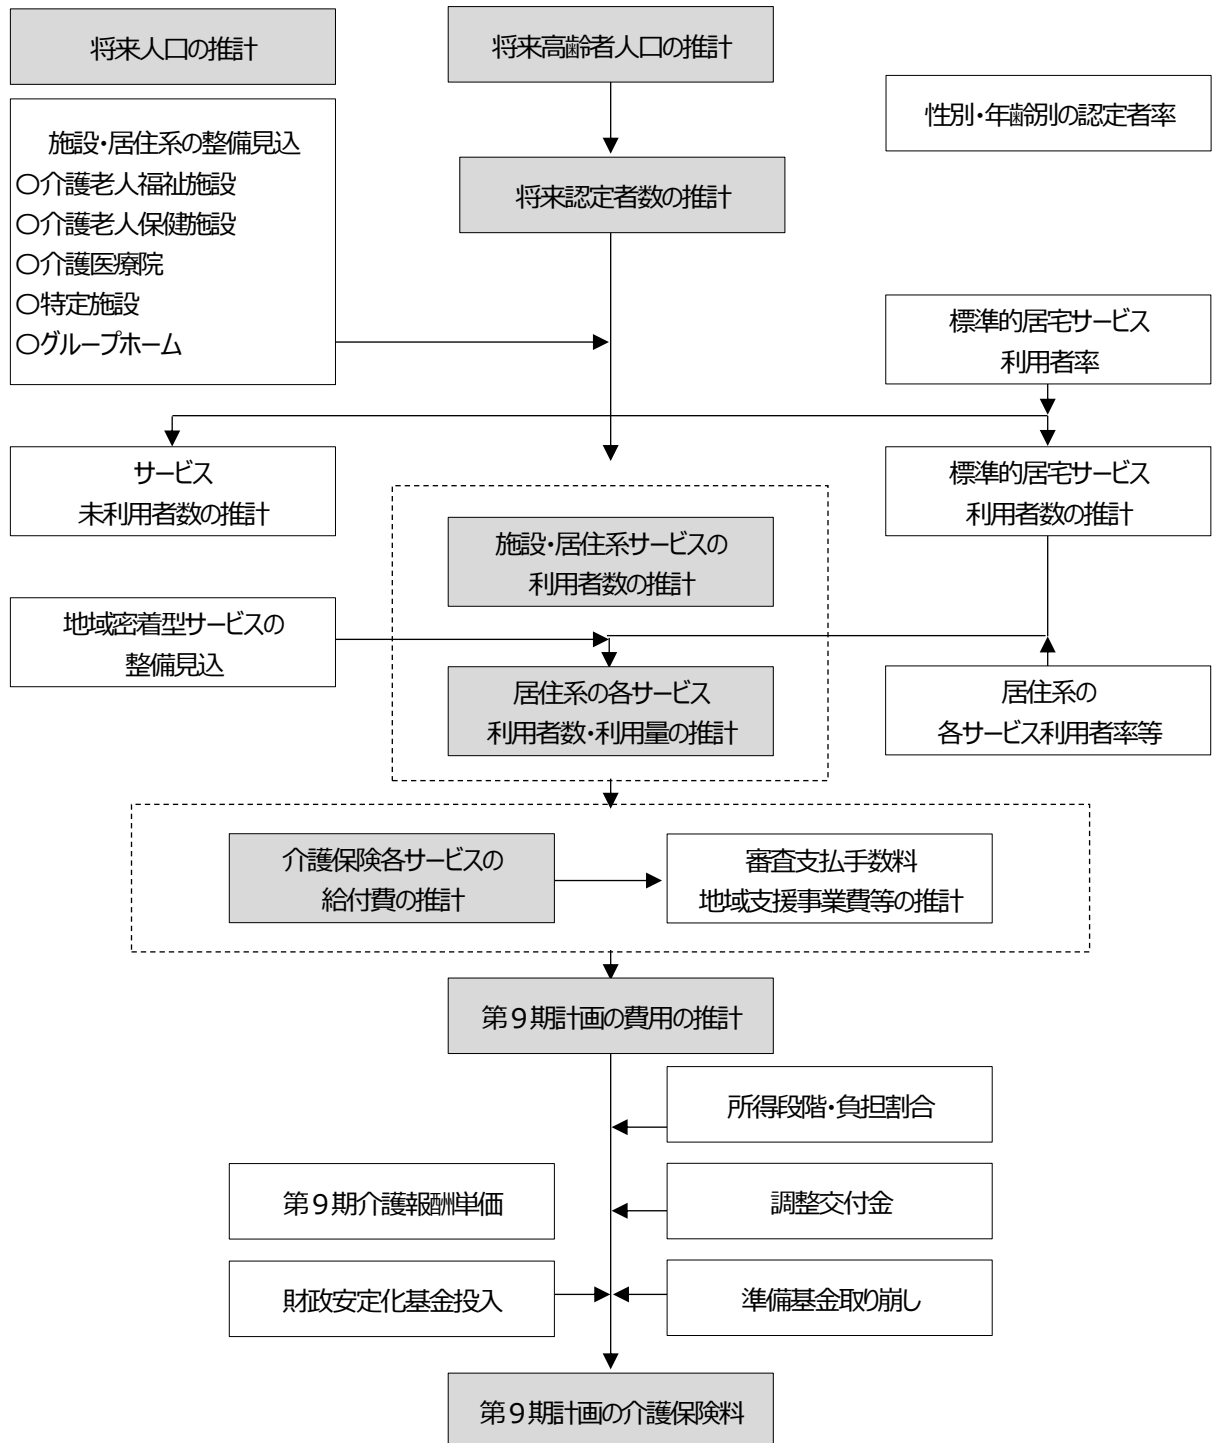 将来人口の推計
将来高齢者人口の推計
性別・年齢別の認定者率
施設・居住系の整備見込
〇介護老人福祉施設
〇介護老人保健施設
〇介護医療院
〇特定施設
〇グループホーム
将来認定者数の推計
標準的居宅サービス
利用者率
サービス
未利用者数の推計
標準的居宅サービス
利用者数の推計
施設・居住系サービスの
利用者数の推計
地域密着型サービスの
整備見込
居住系の各サービス
利用者数・利用量の推計
居住系の
各サービス利用者率等
介護保険各サービスの
給付費の推計
審査支払手数料
地域支援事業費等の推計
第9期計画の費用の推計
所得段階・負担割合
第9期介護報酬単価
調整交付金
財政安定化基金投入
準備基金取り崩し
第9期計画の介護保険料